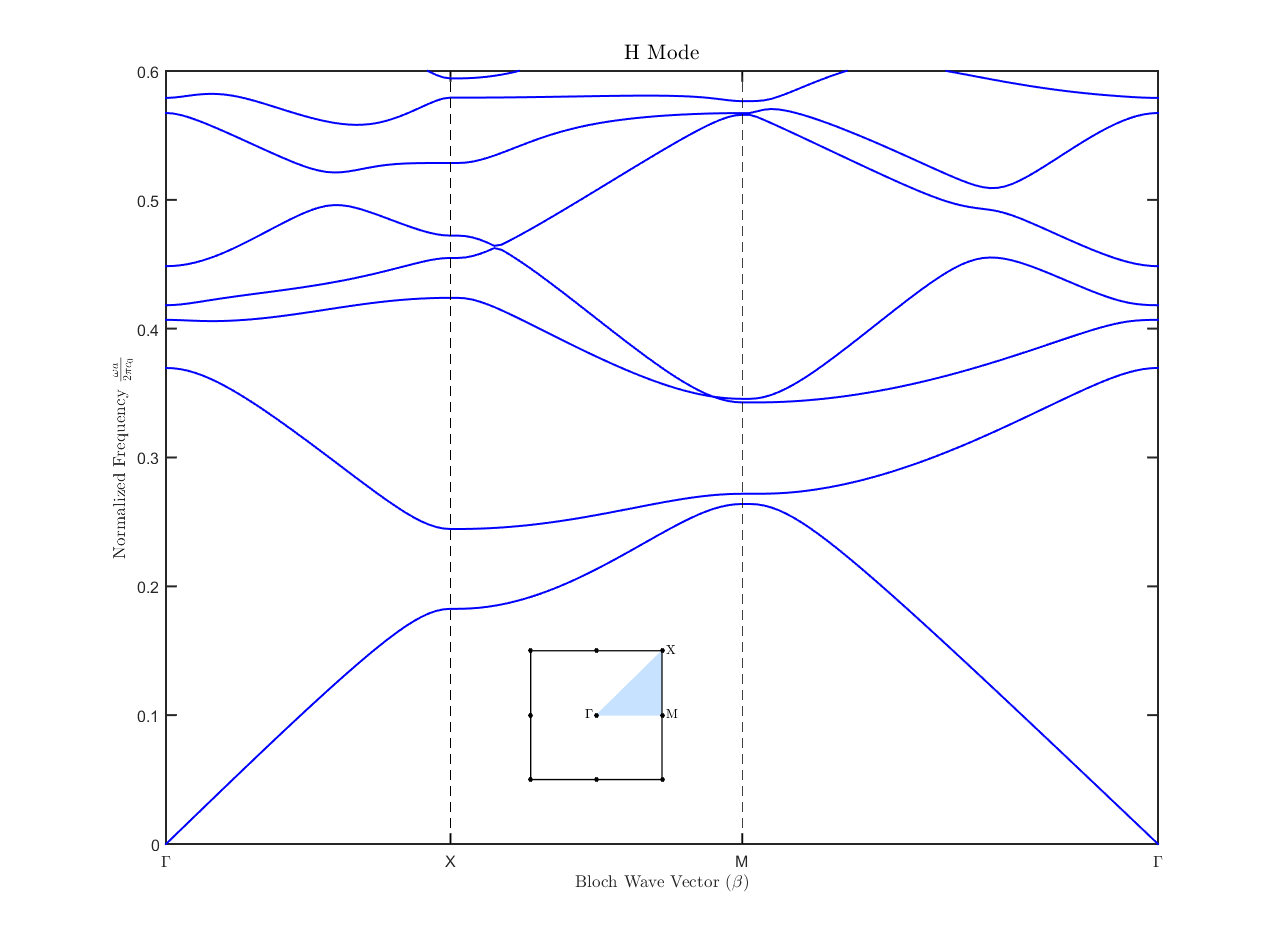 H Mode
0.6
0.5
0.4
0.3
0.2
0.1
0
Normalized Frequency ωa/2πc₀
X
Γ
M
Γ
X
M
Γ
Bloch Wave Vector (β)